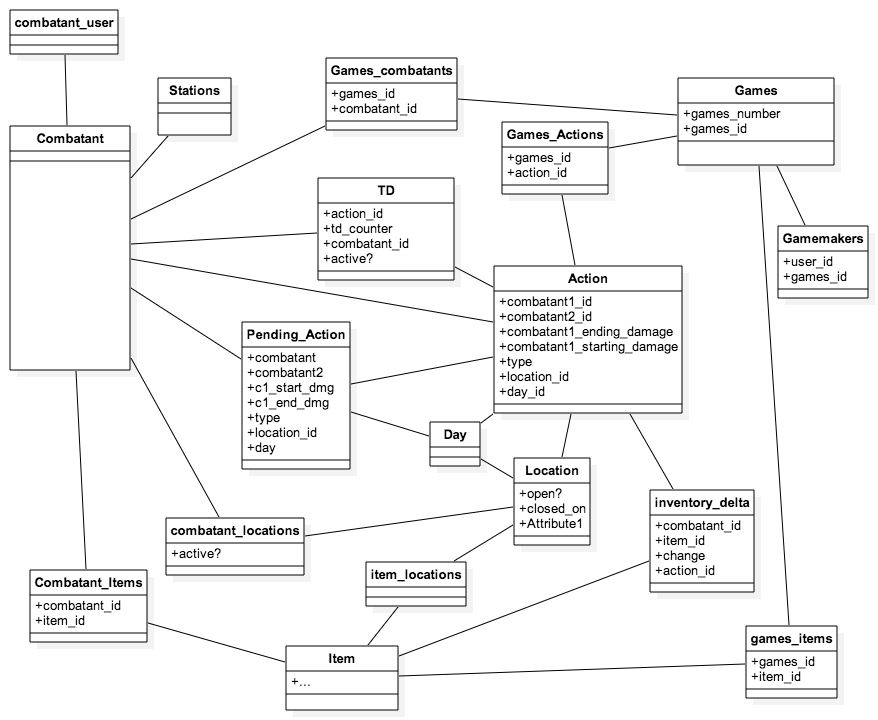 combatant_user
Stations
Combatant
Games_combatants
+games_id
+combatant_id
Games
+games_number
+games_id
Games_Actions
+games_id
+action_id
TD
+action_id
+td_counter
+combatant_id
+active?
Gamemakers
+user_id
+games_id
Action
+combatant1_id
+combatant2_id
+combatant1_ending_damage
+combatant1_starting_damage
+type
+location_id
+day_id
Pending_Action
+combatant
+combatant2
+c1_start_dmg
+c1_end_dmg
+type
+location_id
+day
Day
Location
+open?
+closed_on
+Attribute1
inventory_delta
+combatant_id
+item_id
+change
+action_id
combatant_locations
+active?
item_locations
Combatant_Items
+combatant_id
+item_id
Item
+...
games_items
+games_id
+item_id